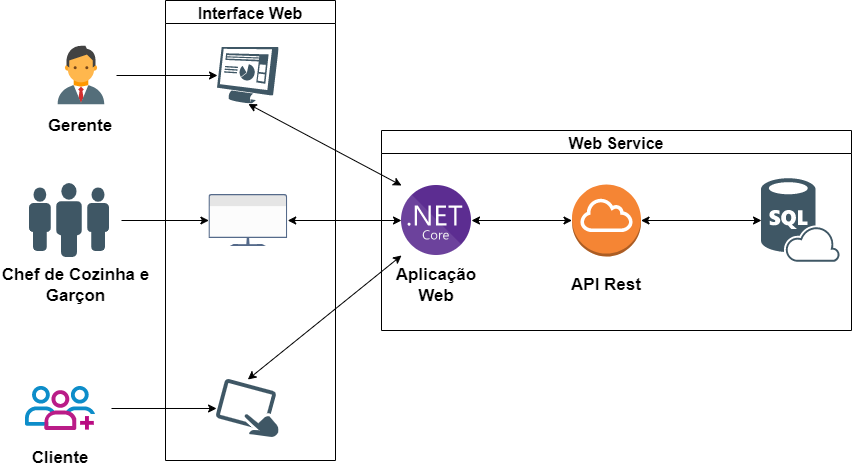 Interface Web
Gerente
Web Service
.NET
Core
SQL
Chef de Cozinha e
Garçon
Aplicação
Web
API Rest
Cliente